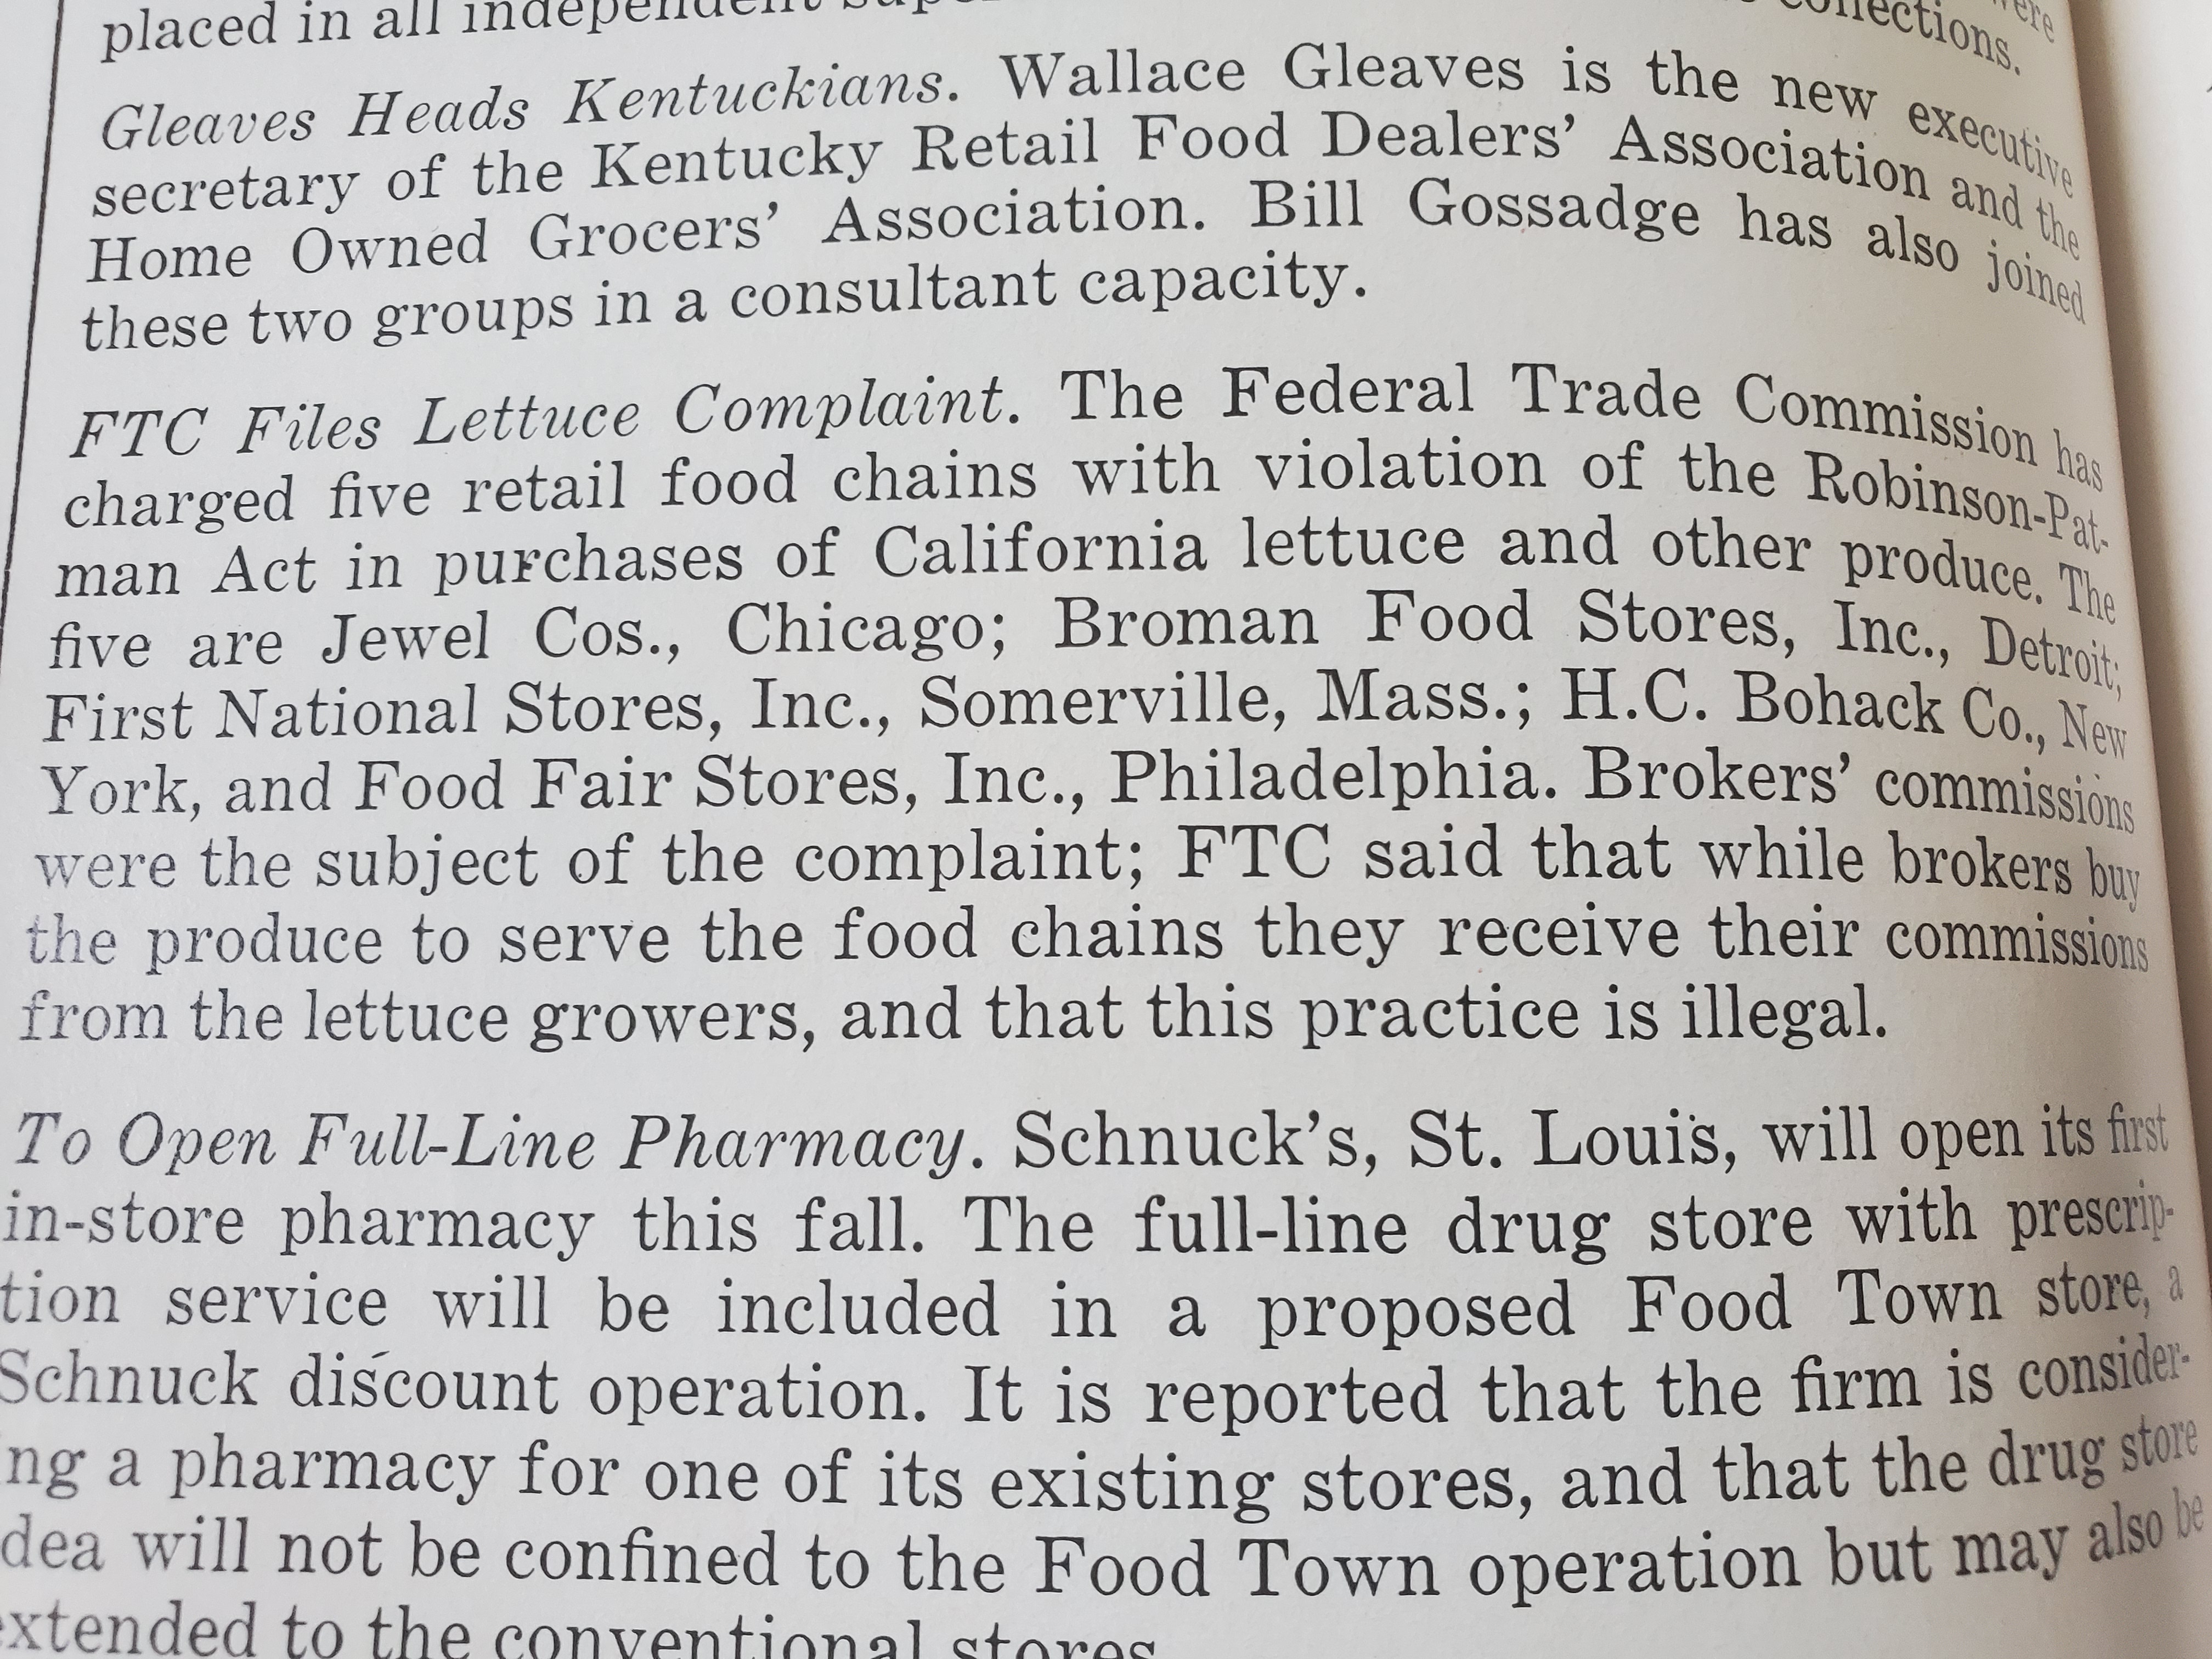 placed in all independent
were
collections.
Gleaves Heads Kentuckians. Wallace Gleaves is the new executive
secretary of the Kentucky Retail Food Dealers' Association and the
Home Owned Grocers' Association. Bill Gossadge has also joined
these two groups in a consultant capacity.
FTC Files Lettuce Complaint. The Federal Trade Commission has
charged five retail food chains with violation of the Robinson-Pat-
man Act in purchases of California lettuce and other produce. The
five are Jewel Cos., Chicago; Broman Food Stores, Inc., Detroit;
First National Stores, Inc., Somerville, Mass.; H.C. Bohack Co., New
York, and Food Fair Stores, Inc., Philadelphia. Brokers' commissions
were the subject of the complaint; FTC said that while brokers buy
the produce to serve the food chains they receive their commissions
from the lettuce growers, and that this practice is illegal.
To Open Full-Line Pharmacy. Schnuck's, St. Louis, will open its first
in-store pharmacy this fall. The full-line drug store with prescrip-
tion service will be included in a proposed Food Town store, a
Schnuck discount operation. It is reported that the firm is consider-
ing a pharmacy for one of its existing stores, and that the drug store
idea will not be confined to the Food Town operation but may also be
extended to the conventional stores.